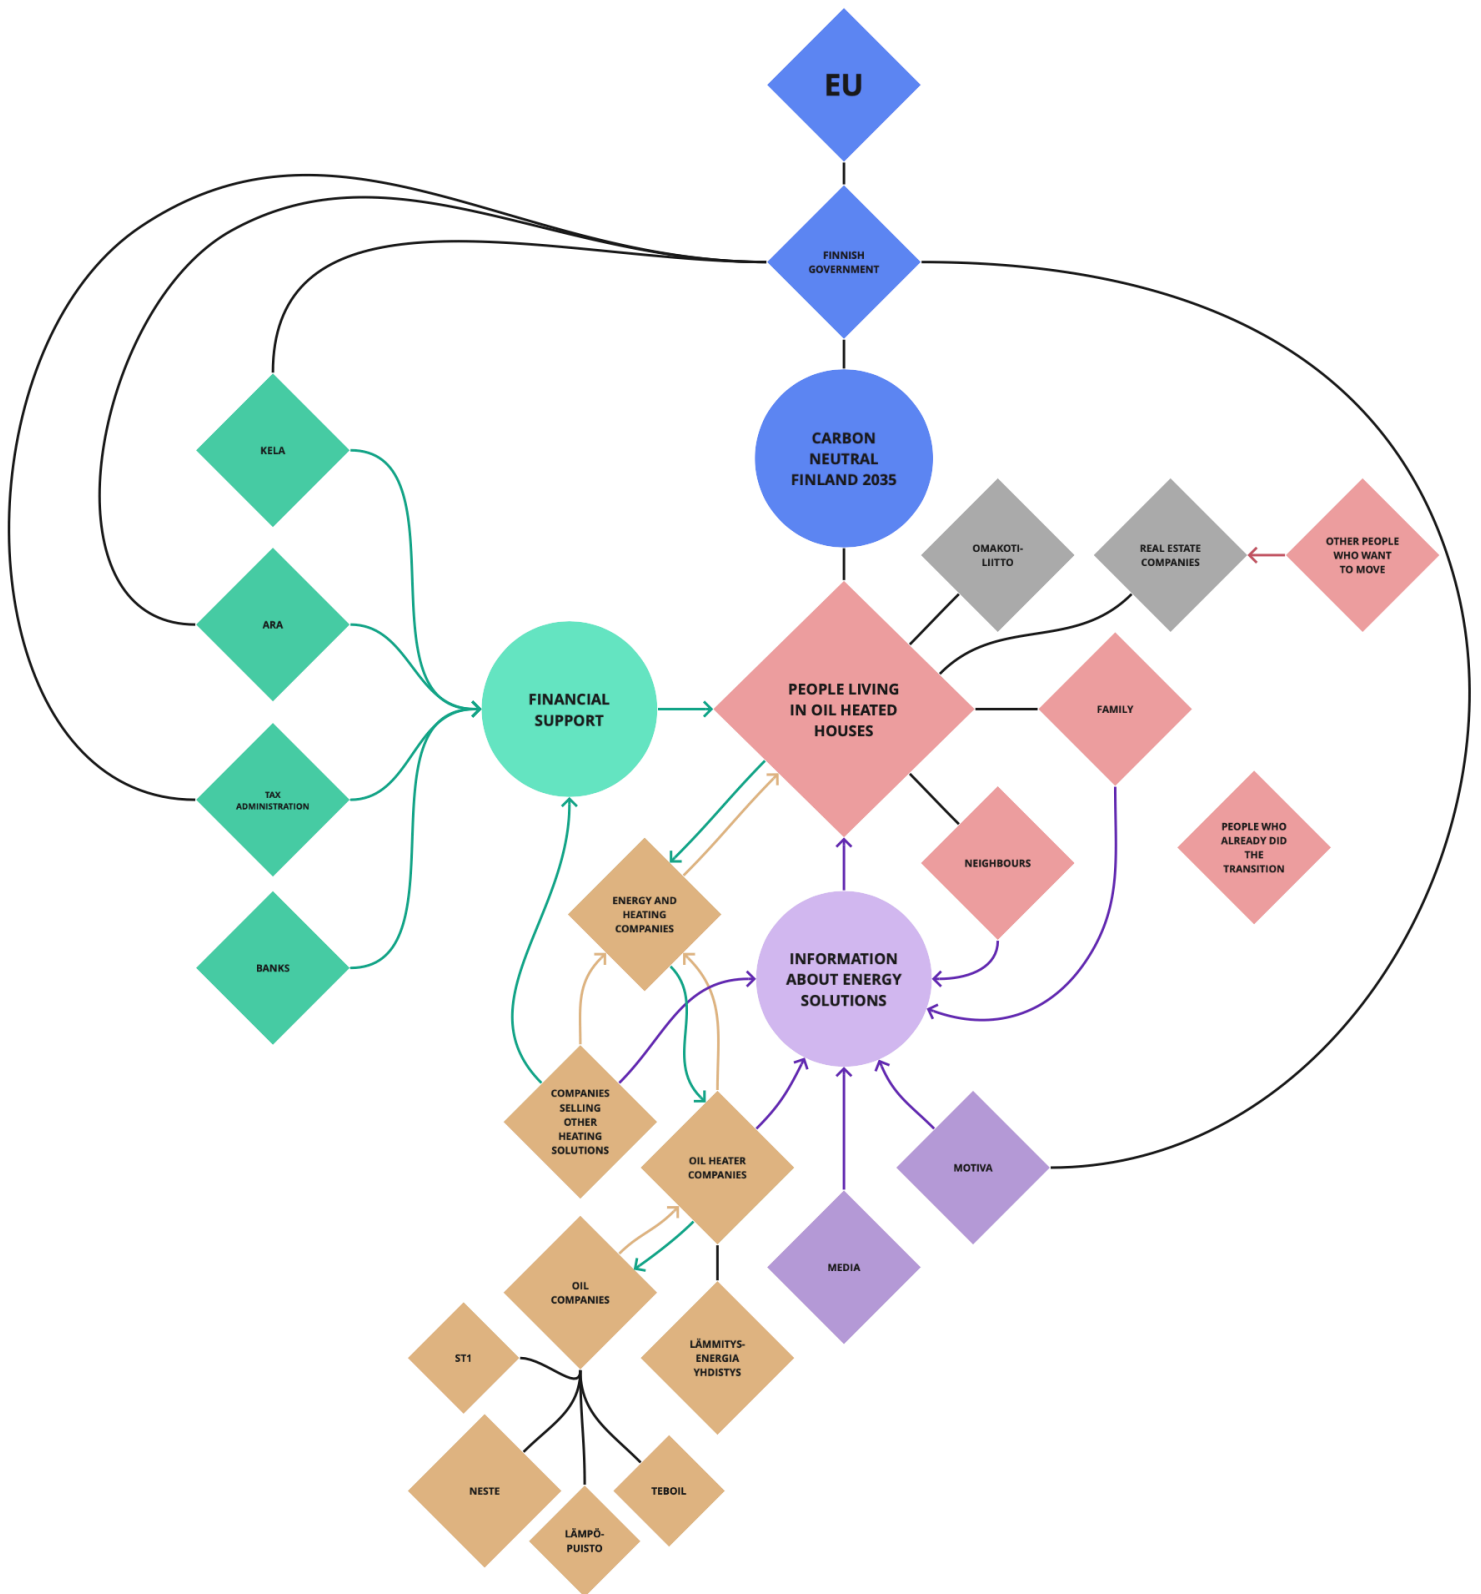 EU
FINNISH
GOVERNMENT
CARBON
NEUTRAL
FINLAND 2035
KELA
ARA
TAX
ADMINISTRATION
BANKS
FINANCIAL
SUPPORT
PEOPLE LIVING
IN OIL HEATED
HOUSES
OMAKOTI-
LIITTO
REAL ESTATE
COMPANIES
OTHER PEOPLE
WHO WANT
TO MOVE
FAMILY
NEIGHBOURS
PEOPLE WHO
ALREADY DID
THE
TRANSITION
ENERGY AND
HEATING
COMPANIES
INFORMATION
ABOUT ENERGY
SOLUTIONS
COMPANIES
SELLING
OTHER
HEATING
SOLUTIONS
OIL HEATER
COMPANIES
MOTIVA
MEDIA
OIL
COMPANIES
LÄMMITYS-
ENERGIA
YHDISTYS
ST1
NESTE
LÄMPÖ-
PUISTO
TEBOIL